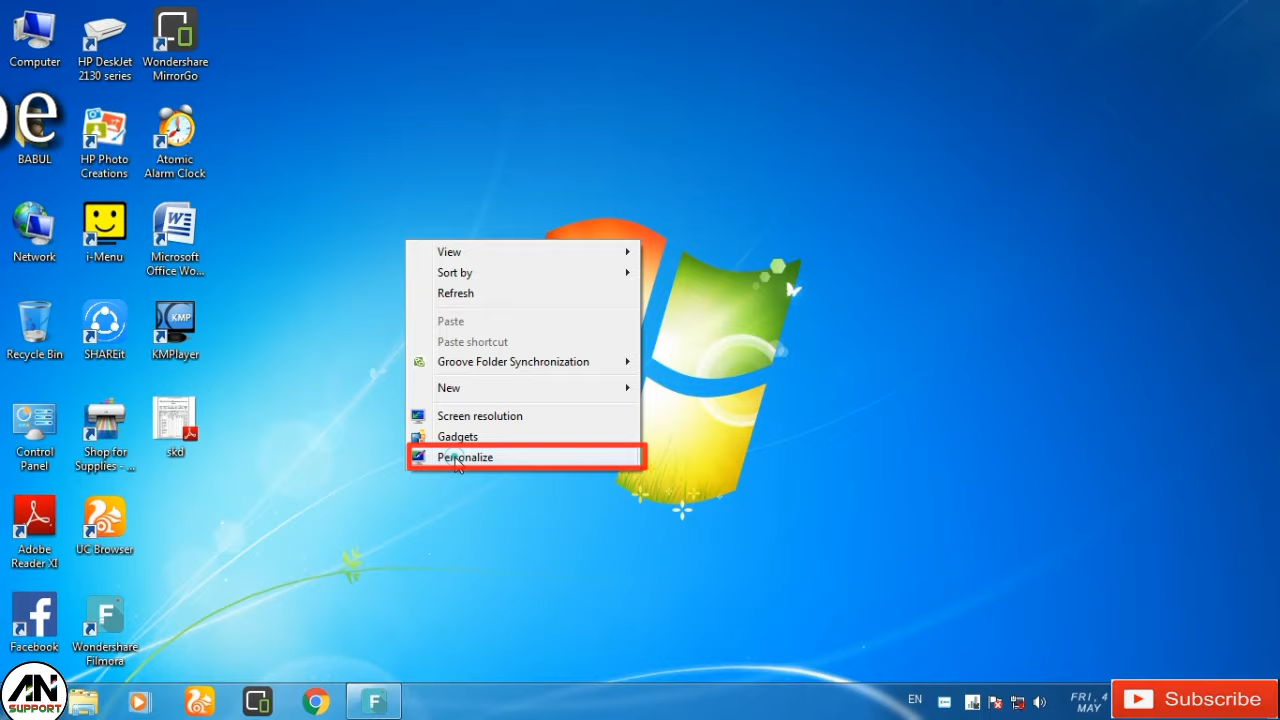 Computer
HP DeskJet
2130 series
Wondershare
MirrorGo
e
BABUL
HP Photo
Creations
Atomic
Alarm Clock
Network
i-Menu
W
Microsoft
Office Wo...
Recycle Bin
SHAREit
KMP
KMPlayer
Control
Panel
Shop for
Supplies - ...
skd
Adobe
Reader XI
UC Browser
Facebook
F
Wondershare
Filmora
View
Sort by
Refresh
Paste
Paste shortcut
Groove Folder Synchronization
New
Screen resolution
Gadgets
Personalize
AN
SUPPORT
F
EN
FRI, 4
MAY
Subscribe